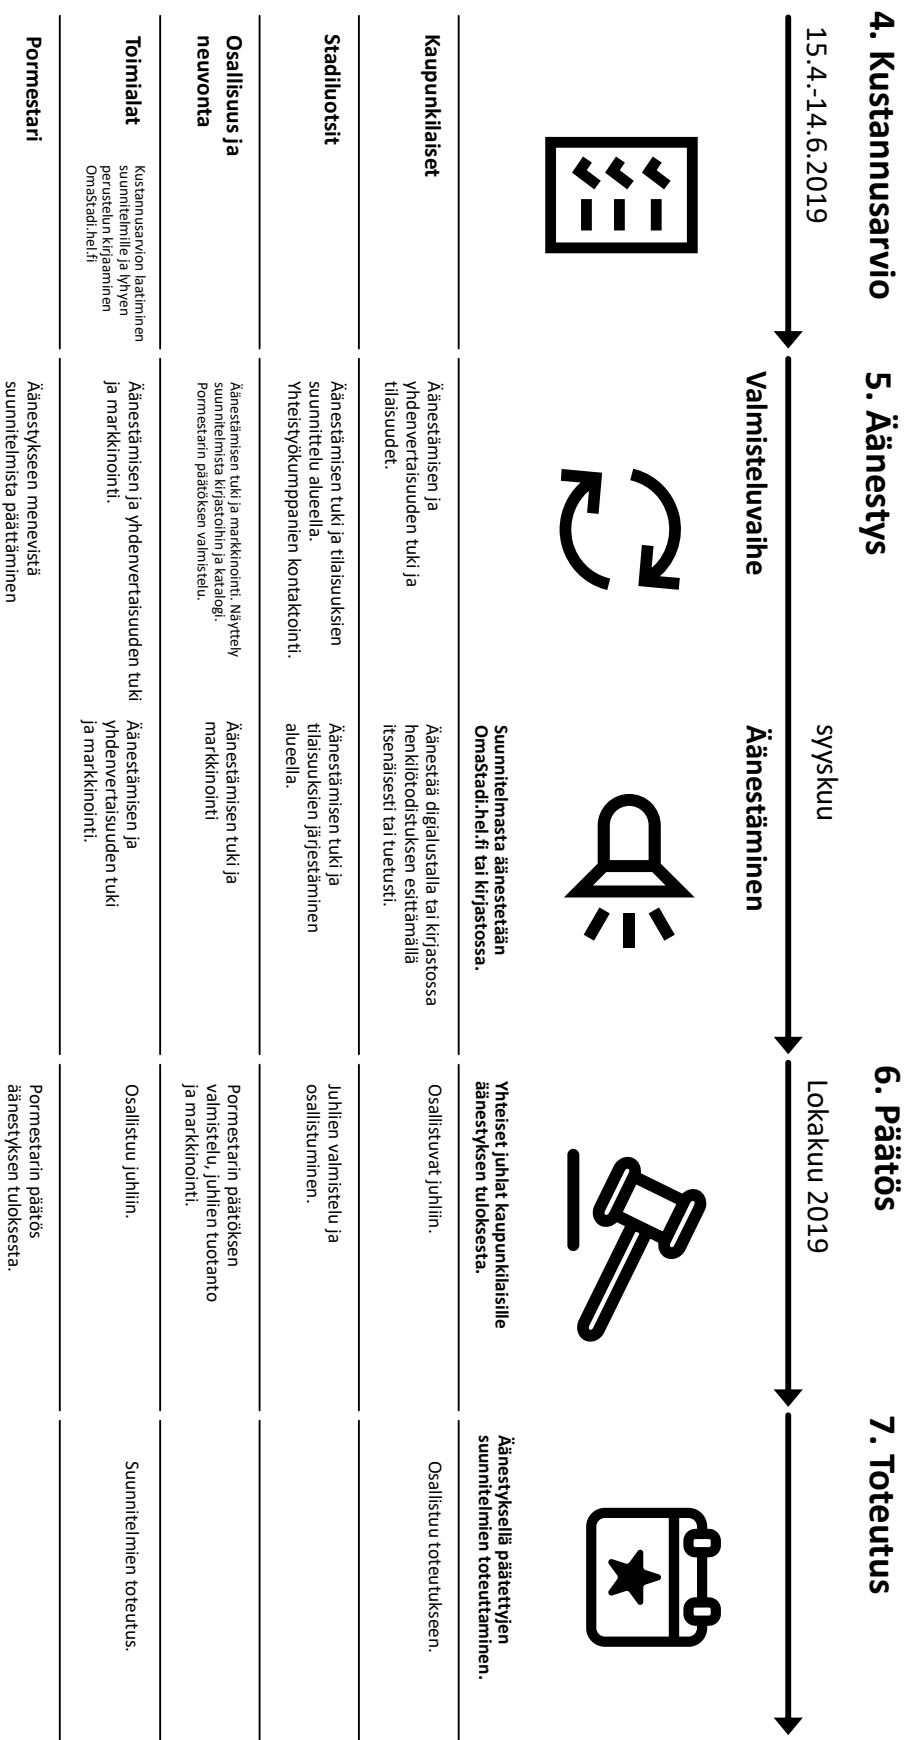 4. Kustannusarvio
15.4.-14.6.2019
5. Äänestys
syyskuu
6. Päätös
Lokakuu 2019
7. Toteutus
Valmisteluvaihe
Äänestäminen
Suunnitelmasta äänestetään
OmaStadi.hel.fi tai kirjastossa.
Yhteiset juhlat kaupunkilaisille
äänestyksen tuloksesta.
Äänestyksellä päätettyjen
suunnitelmien toteuttaminen.
Kaupunkilaiset
Äänestämisen ja
yhdenvertaisuuden tuki ja
tilaisuudet.
Äänestää digialustalla tai kirjastossa
henkilötodistuksen esittämällä
itsenäisesti tai tuetusti.
Osallistuvat juhliin.
Osallistuu toteutukseen.
Stadiluotsit
Äänestämisen tuki ja tilaisuuksien
suunnittelu alueella.
Yhteistyökumppanien kontaktointi.
Äänestämisen tuki ja
tilaisuuksien järjestäminen
alueella.
Juhlien valmistelu ja
osallistuminen.
Osallisuus ja
neuvonta
Äänestämisen tuki ja markkinointi. Näyttely
suunnitelmista kirjastoihin ja katalogi.
Pormestarin päätöksen valmistelu.
Äänestämisen tuki ja
markkinointi
Pormestarin päätöksen
valmistelu, juhlien tuotanto
ja markkinointi.
Toimialat
Kustannusarvion laatiminen
suunnitelmille ja lyhyen
perustelun kirjaaminen
OmaStadi.hel.fi
Äänestämisen ja yhdenvertaisuuden tuki
ja markkinointi.
Äänestämisen ja
yhdenvertaisuuden tuki
ja markkinointi.
Osallistuu juhliin.
Suunnitelmien toteutus.
Pormestari
Äänestykseen menevistä
suunnitelmista päättäminen
Pormestarin päätös
äänestyksen tuloksesta.